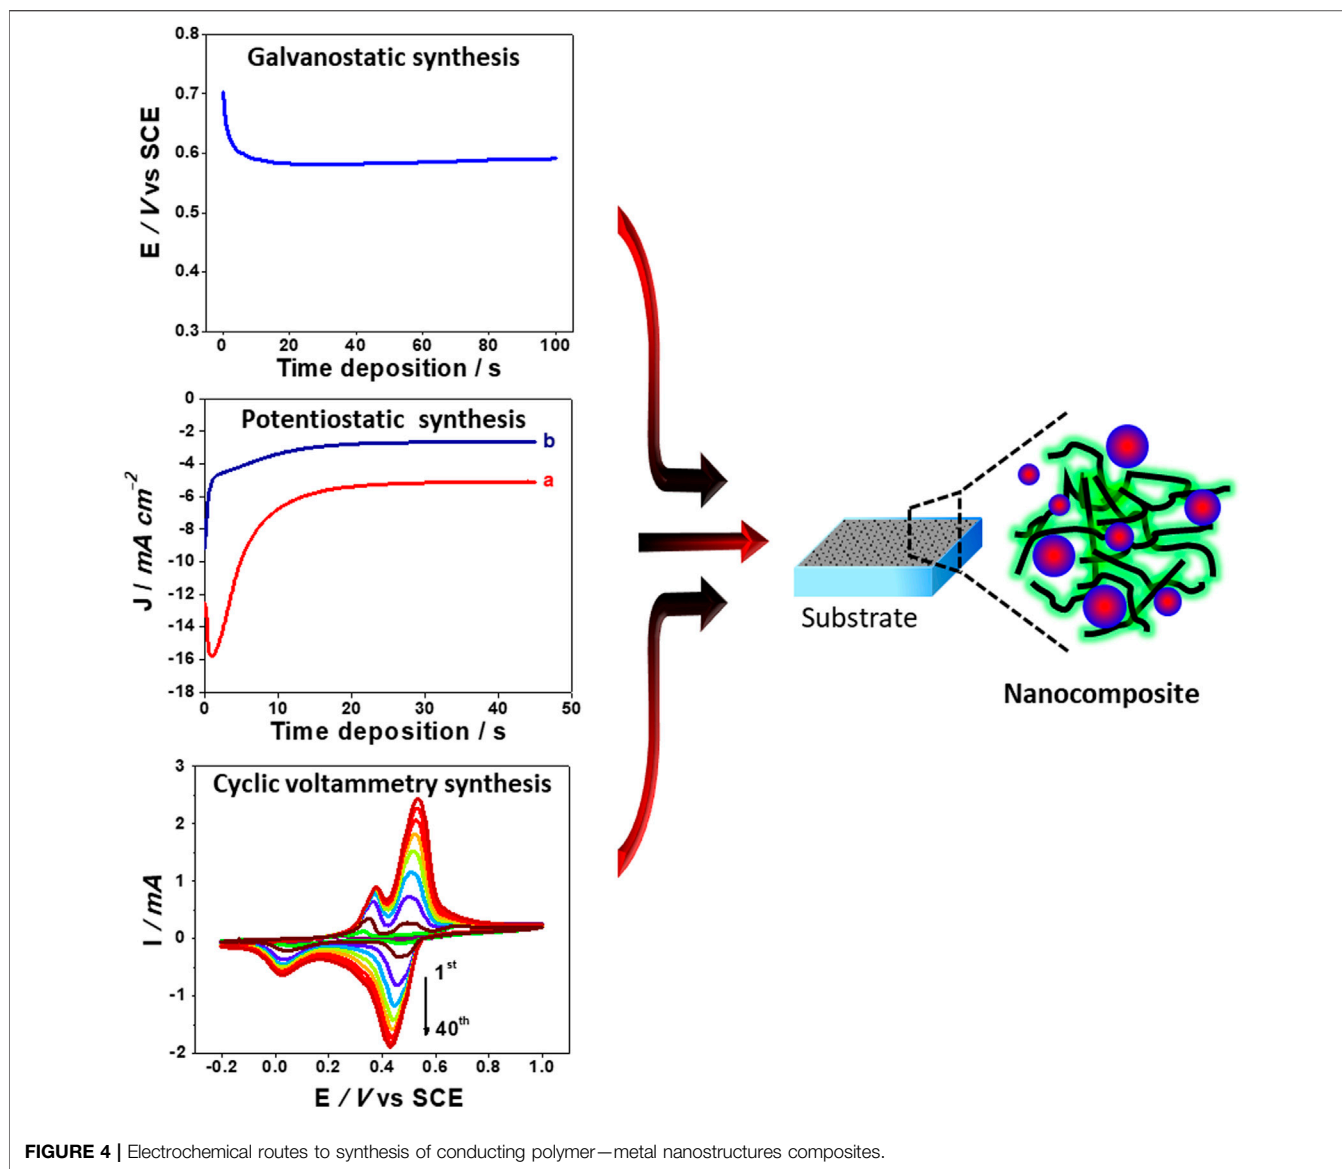 Galvanostatic synthesis
E / V vs SCE
0.8
0.7
0.6
0.5
0.4
0.3
0 20 40 60 80 100
Time deposition / s
Potentiostatic synthesis
J / mA cm⁻²
0
-2
-4
-6
-8
-10
-12
-14
-16
-18
b
a
0 10 20 30 40 50
Time deposition / s
Cyclic voltammetry synthesis
I / mA
3
2
1
0
-1
-2
1st
40th
-0.2 0.0 0.2 0.4 0.6 0.8 1.0
E / V vs SCE
Substrate
Nanocomposite
FIGURE 4 | Electrochemical routes to synthesis of conducting polymer—metal nanostructures composites.